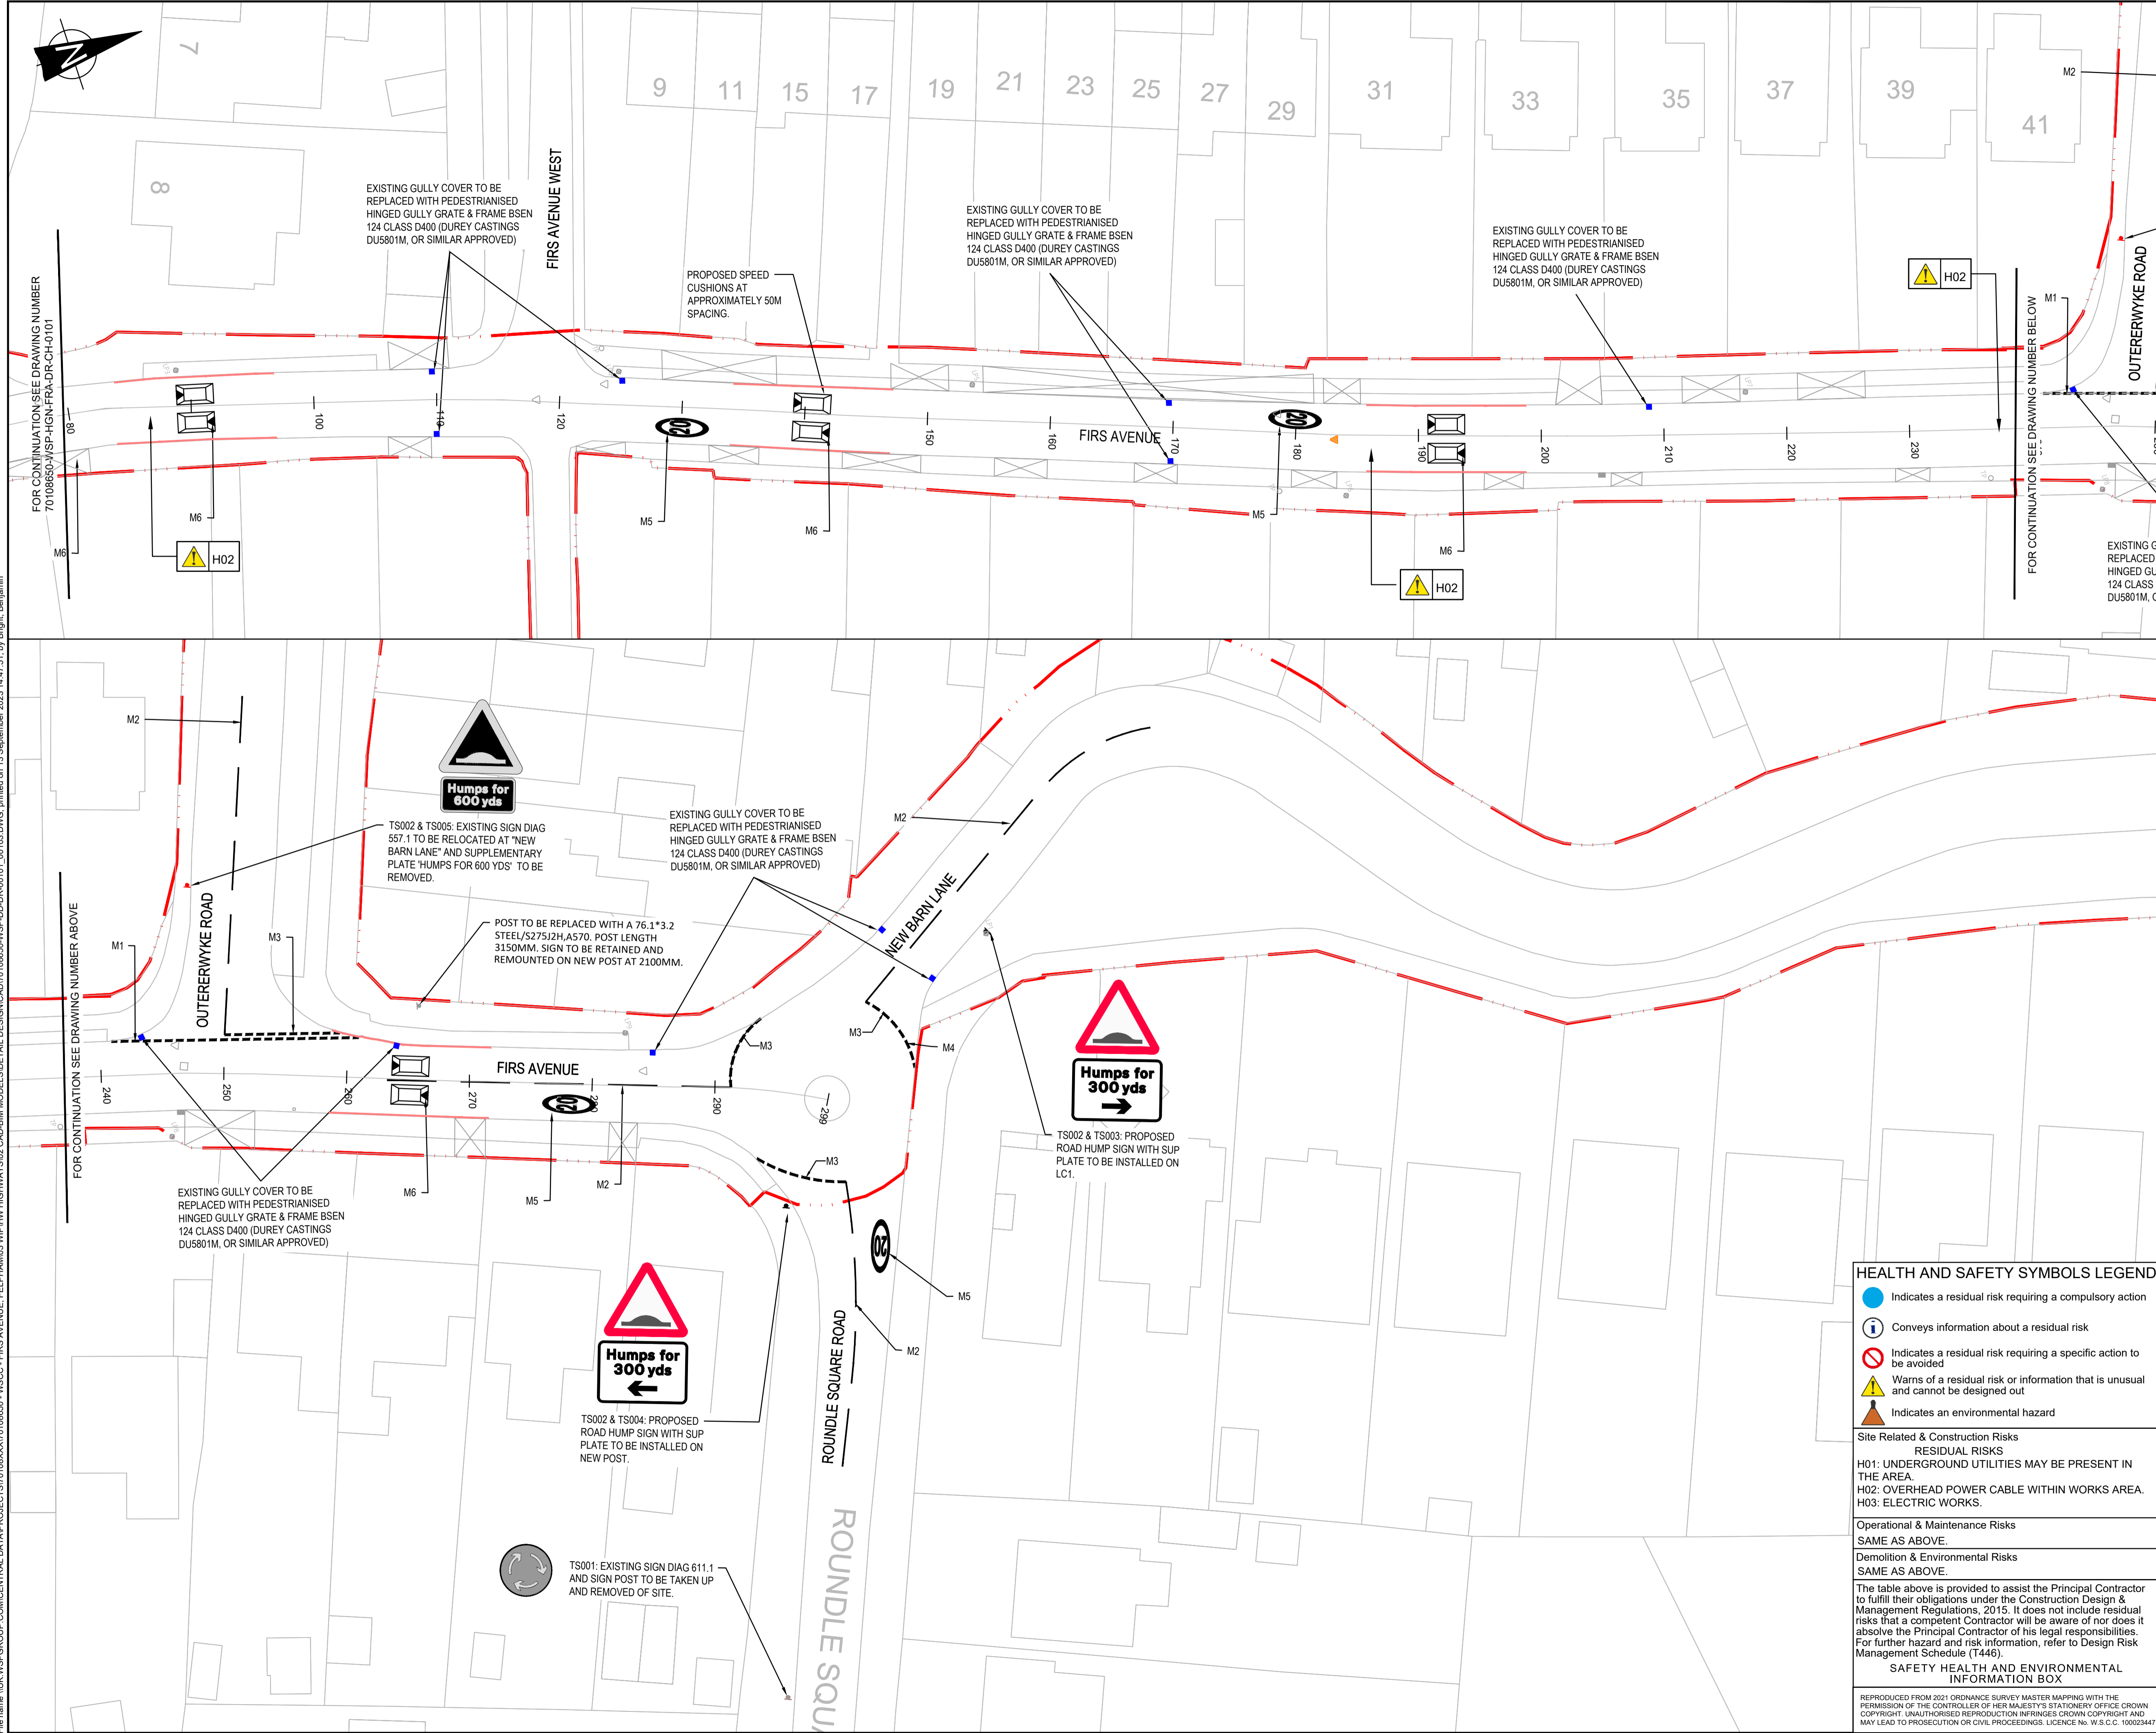 N
7
8
9
11
15
17
19
21
23
25
27
29
31
33
35
37
39
41
FIRS AVENUE WEST
EXISTING GULLY COVER TO BE
REPLACED WITH PEDESTRIANISED
HINGED GULLY GRATE & FRAME BSEN
124 CLASS D400 (DUREY CASTINGS
DU5801M, OR SIMILAR APPROVED)
PROPOSED SPEED
CUSHIONS AT
APPROXIMATELY 50M
SPACING.
EXISTING GULLY COVER TO BE
REPLACED WITH PEDESTRIANISED
HINGED GULLY GRATE & FRAME BSEN
124 CLASS D400 (DUREY CASTINGS
DU5801M, OR SIMILAR APPROVED)
EXISTING GULLY COVER TO BE
REPLACED WITH PEDESTRIANISED
HINGED GULLY GRATE & FRAME BSEN
124 CLASS D400 (DUREY CASTINGS
DU5801M, OR SIMILAR APPROVED)
M2
H02
M1
OUTERERWYKE ROAD
FOR CONTINUATION SEE DRAWING NUMBER
70108650-WSP-HGN-FRA-DR-CH-0101
FOR CONTINUATION SEE DRAWING NUMBER BELOW
80
100
110
120
150
160
170
180
190
200
210
220
230
20
20
FIRS AVENUE
M6
M6
H02
M5
M6
M5
M6
H02
EXISTING G
REPLACED
HINGED GU
124 CLASS
DU5801M, O
M2
Humps for
600 yds
TS002 & TS005: EXISTING SIGN DIAG
557.1 TO BE RELOCATED AT "NEW
BARN LANE" AND SUPPLEMENTARY
PLATE 'HUMPS FOR 600 YDS' TO BE
REMOVED.
EXISTING GULLY COVER TO BE
REPLACED WITH PEDESTRIANISED
HINGED GULLY GRATE & FRAME BSEN
124 CLASS D400 (DUREY CASTINGS
DU5801M, OR SIMILAR APPROVED)
M2
NEW BARN LANE
POST TO BE REPLACED WITH A 76.1*3.2
STEEL/S275J2H,A570. POST LENGTH
3150MM. SIGN TO BE RETAINED AND
REMOUNTED ON NEW POST AT 2100MM.
FOR CONTINUATION SEE DRAWING NUMBER ABOVE
M1
OUTERERWYKE ROAD
M3
M3
M3
M4
FIRS AVENUE
240
250
260
270
280
290
299
20
M6
M5
M2
M3
EXISTING GULLY COVER TO BE
REPLACED WITH PEDESTRIANISED
HINGED GULLY GRATE & FRAME BSEN
124 CLASS D400 (DUREY CASTINGS
DU5801M, OR SIMILAR APPROVED)
Humps for
300 yds
TS002 & TS003: PROPOSED
ROAD HUMP SIGN WITH SUP
PLATE TO BE INSTALLED ON
LC1.
20
M5
M2
ROUNDLE SQUARE ROAD
Humps for
300 yds
TS002 & TS004: PROPOSED
ROAD HUMP SIGN WITH SUP
PLATE TO BE INSTALLED ON
NEW POST.
TS001: EXISTING SIGN DIAG 611.1
AND SIGN POST TO BE TAKEN UP
AND REMOVED OF SITE.
ROUNDLE SQUA
HEALTH AND SAFETY SYMBOLS LEGEND
Indicates a residual risk requiring a compulsory action
i Conveys information about a residual risk
Indicates a residual risk requiring a specific action to
be avoided
Warns of a residual risk or information that is unusual
and cannot be designed out
Indicates an environmental hazard
Site Related & Construction Risks
RESIDUAL RISKS
H01: UNDERGROUND UTILITIES MAY BE PRESENT IN
THE AREA.
H02: OVERHEAD POWER CABLE WITHIN WORKS AREA.
H03: ELECTRIC WORKS.
Operational & Maintenance Risks
SAME AS ABOVE.
Demolition & Environmental Risks
SAME AS ABOVE.
The table above is provided to assist the Principal Contractor
to fulfill their obligations under the Construction Design &
Management Regulations, 2015. It does not include residual
risks that a competent Contractor will be aware of nor does it
absolve the Principal Contractor of his legal responsibilities.
For further hazard and risk information, refer to Design Risk
Management Schedule (T446).
SAFETY HEALTH AND ENVIRONMENTAL
INFORMATION BOX
REPRODUCED FROM 2021 ORDNANCE SURVEY MASTER MAPPING WITH THE
PERMISSION OF THE CONTROLLER OF HER MAJESTY'S STATIONERY OFFICE CROWN
COPYRIGHT. UNAUTHORISED REPRODUCTION INFRINGES CROWN COPYRIGHT AND
MAY LEAD TO PROSECUTION OR CIVIL PROCEEDINGS. LICENCE No. W.S.C.C. 100023447